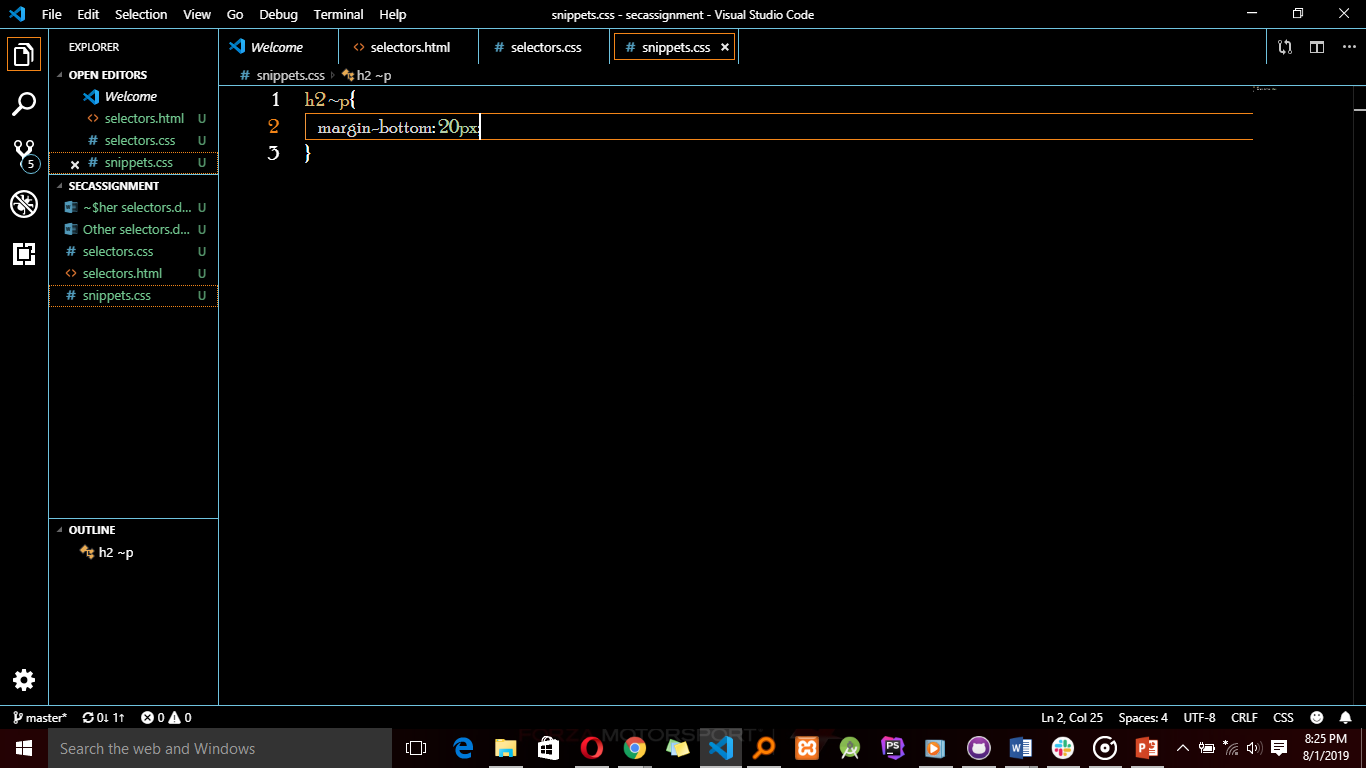 File Edit Selection View Go Debug Terminal Help snippets.css - secassignment - Visual Studio Code
EXPLORER
OPEN EDITORS
Welcome
selectors.html U
selectors.css U
snippets.css U
SECASSIGNMENT
~$her selectors.d... U
Other selectors.d... U
selectors.css U
selectors.html U
snippets.css U
OUTLINE
h2 ~p
Welcome selectors.html selectors.css snippets.css
snippets.css h2 ~p
1 h2 ~p{
2 margin-bottom: 20px;
3 }
5
master* 0↓ 1↑ 0 0 Ln 2, Col 25 Spaces: 4 UTF-8 CRLF CSS
Search the web and Windows
MOTORSPORT
PS
8:25 PM
8/1/2019